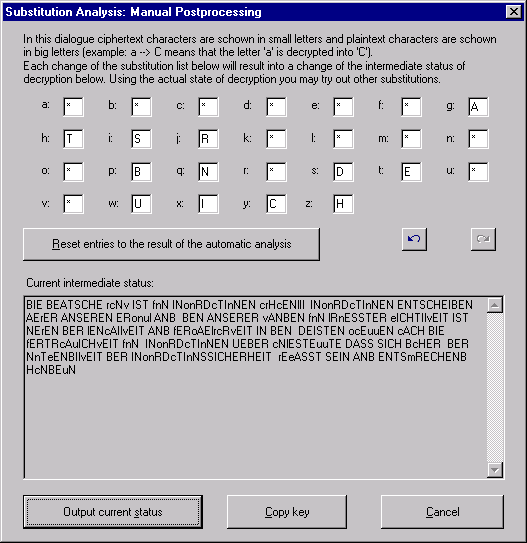 Substitution Analysis: Manual Postprocessing
In this dialogue ciphertext characters are schown in small letters and plaintext characters are schown
in big letters (example: a --> C means that the letter 'a' is decrypted into 'C').
Each change of the substitution list below will result into a change of the intermediate status of
decryption below. Using the actual state of decryption you may try out other substitutions.
a: * b: * c: * d: * e: * f: * g: A
h: T i: S j: R k: * l: * m: * n: *
o: * p: B q: N r: * s: D t: E u: *
v: * w: U x: I y: C z: H
Reset entries to the result of the automatic analysis
Current intermediate status:
BIE BEATSCHE rcNv IST fnN INonRDcTInNEN crHcENIII INonRDcTInNEN ENTSCHEIBEN
AErER ANSEREN ERonuI ANB BEN ANSERER vANBEN fnN IRnESSTER eICHTIIvEIT IST
NErEN BER IENcAIIvEIT ANB fERoAEIrcRvEIT IN BEN DEISTEN ocEuuEN cACH BIE
fERTRcAuICHvEIT fnN INonRDcTInNEN UEBER cNIESTEuuTE DASS SICH BcHER BER
NnTeENBIIvEIT BER INonRDcTInNSSICHERHEIT rEeASST SEIN ANB ENTSmRECHENB
HcNBEuN
Output current status
Copy key
Cancel